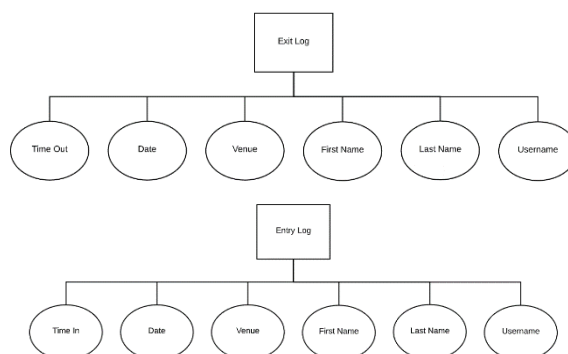 Exit Log
Time Out
Date
Venue
First Name
Last Name
Username
Entry Log
Time In
Date
Venue
First Name
Last Name
Username